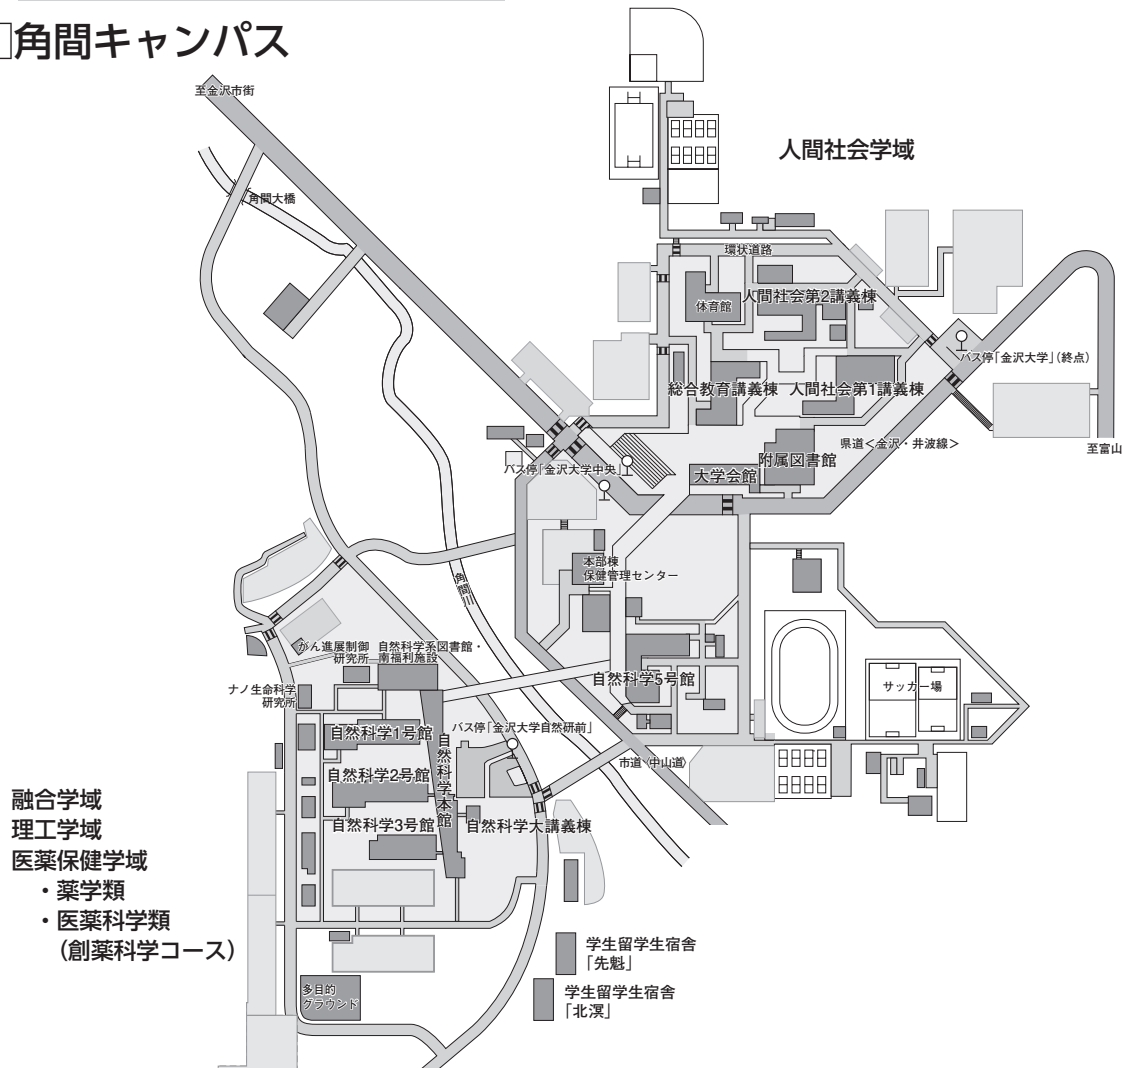 角間キャンパス
至金沢市街
人間社会学域
角間大橋
環状道路
体育館
人間社会第2講義棟
バス停「金沢大学」（終点）
総合教育講義棟
人間社会第1講義棟
県道＜金沢・井波線＞
至富山
附属図書館
バス停「金沢大学中央」
大学会館
本部棟
保健管理センター
角間川
がん進展制御
研究所
自然科学系図書館・
南福利施設
自然科学5号館
サッカー場
ナノ生命科学
研究所
自然科学1号館
自然科学本館
バス停「金沢大学自然研前」
市道〈中山道〉
自然科学2号館
自然科学3号館
自然科学大講義棟
融合学域
理工学域
医薬保健学域
・薬学類
・医薬科学類
（創薬科学コース）
学生留学生宿舎
「先魁」
学生留学生宿舎
「北溟」
多目的
グラウンド